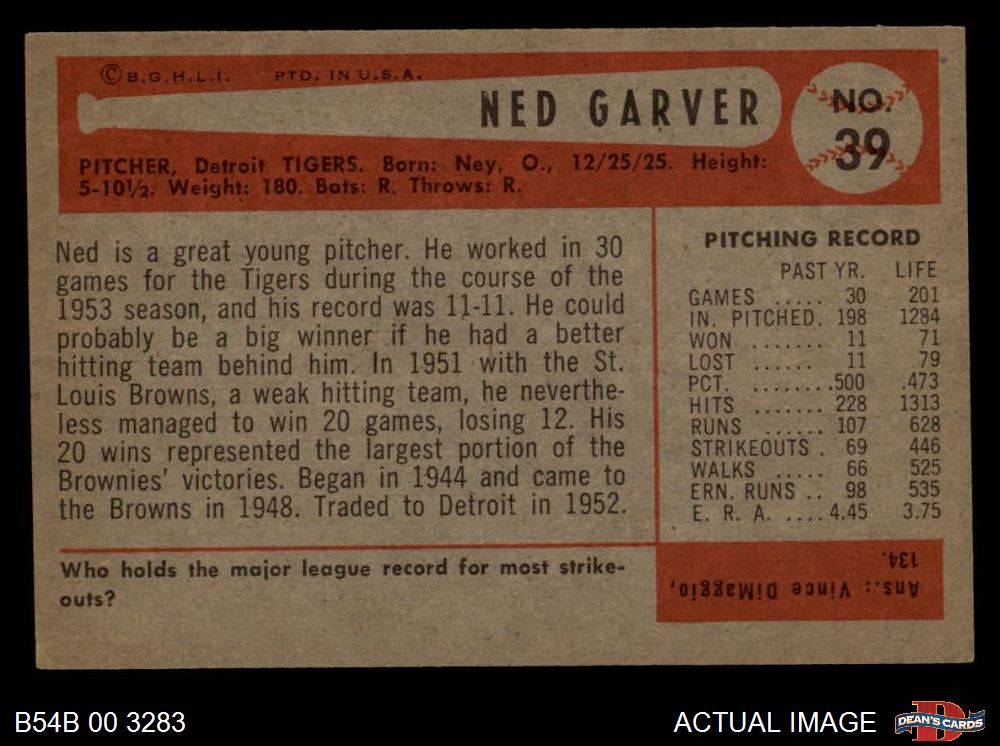 ©B.G.H.L.I. PTD. IN U.S.A.
NED GARVER
NO.
39
PITCHER, Detroit TIGERS. Born: Ney, O., 12/25/25. Height:
5-10½. Weight: 180. Bats: R. Throws: R.
Ned is a great young pitcher. He worked in 30
games for the Tigers during the course of the
1953 season, and his record was 11-11. He could
probably be a big winner if he had a better
hitting team behind him. In 1951 with the St.
Louis Browns, a weak hitting team, he neverthe-
less managed to win 20 games, losing 12. His
20 wins represented the largest portion of the
Brownies' victories. Began in 1944 and came to
the Browns in 1948. Traded to Detroit in 1952.
PITCHING RECORD
PAST YR. LIFE
GAMES ..... 30 201
IN. PITCHED. 198 1284
WON ....... 11 71
LOST ...... 11 79
PCT. ........500 .473
HITS ....... 228 1313
RUNS ...... 107 628
STRIKEOUTS . 69 446
WALKS ..... 66 525
ERN. RUNS .. 98 535
E. R. A. ....4.45 3.75
Who holds the major league record for most strike-
outs?
Ans.: Vince DiMaggio,
134.
B54B 00 3283
ACTUAL IMAGE
D
DEAN'S CARDS